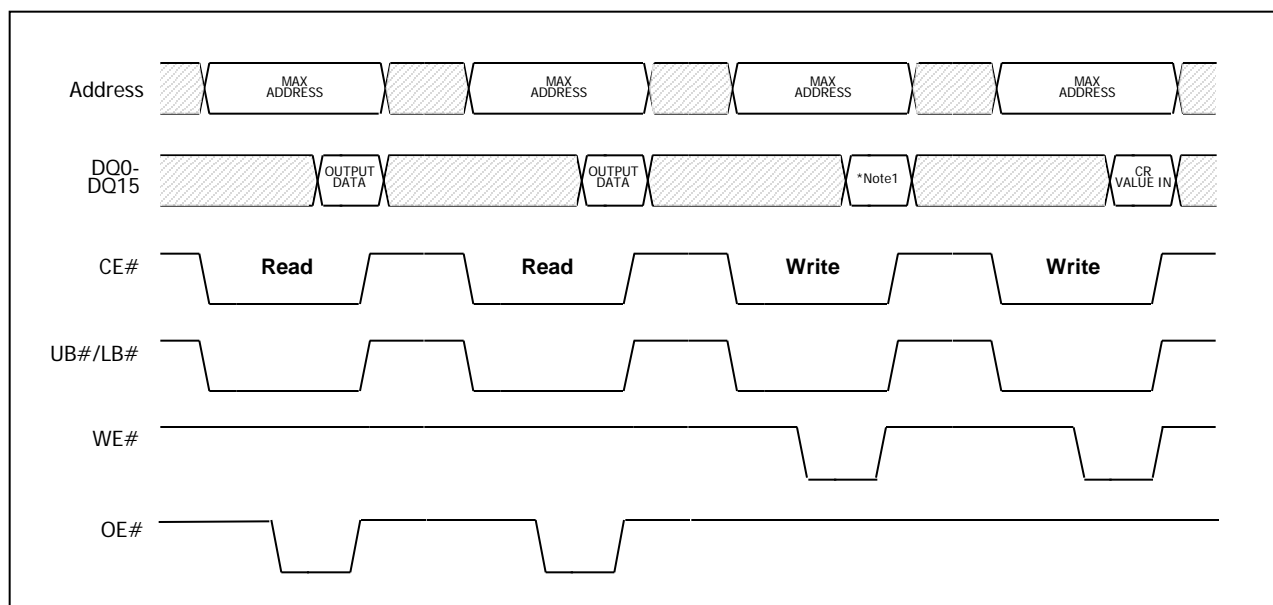 Address
MAX
ADDRESS
MAX
ADDRESS
MAX
ADDRESS
MAX
ADDRESS
DQ0-
DQ15
OUTPUT
DATA
OUTPUT
DATA
*Note1
CR
VALUE IN
CE#
Read
Read
Write
Write
UB#/LB#
WE#
OE#